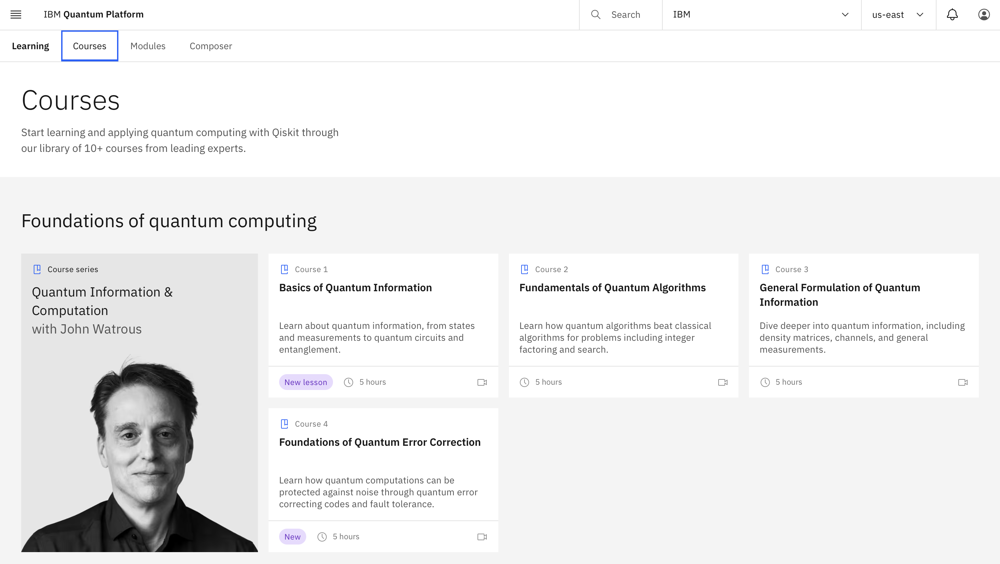 IBM Quantum Platform
Search
IBM
us-east
Learning
Courses
Modules
Composer
Courses
Start learning and applying quantum computing with Qiskit through
our library of 10+ courses from leading experts.
Foundations of quantum computing
Course series
Quantum Information &
Computation
with John Watrous
Course 1
Basics of Quantum Information
Learn about quantum information, from states
and measurements to quantum circuits and
entanglement.
New lesson
5 hours
Course 2
Fundamentals of Quantum Algorithms
Learn how quantum algorithms beat classical
algorithms for problems including integer
factoring and search.
5 hours
Course 3
General Formulation of Quantum
Information
Dive deeper into quantum information, including
density matrices, channels, and general
measurements.
5 hours
Course 4
Foundations of Quantum Error Correction
Learn how quantum computations can be
protected against noise through quantum error
correcting codes and fault tolerance.
New
5 hours